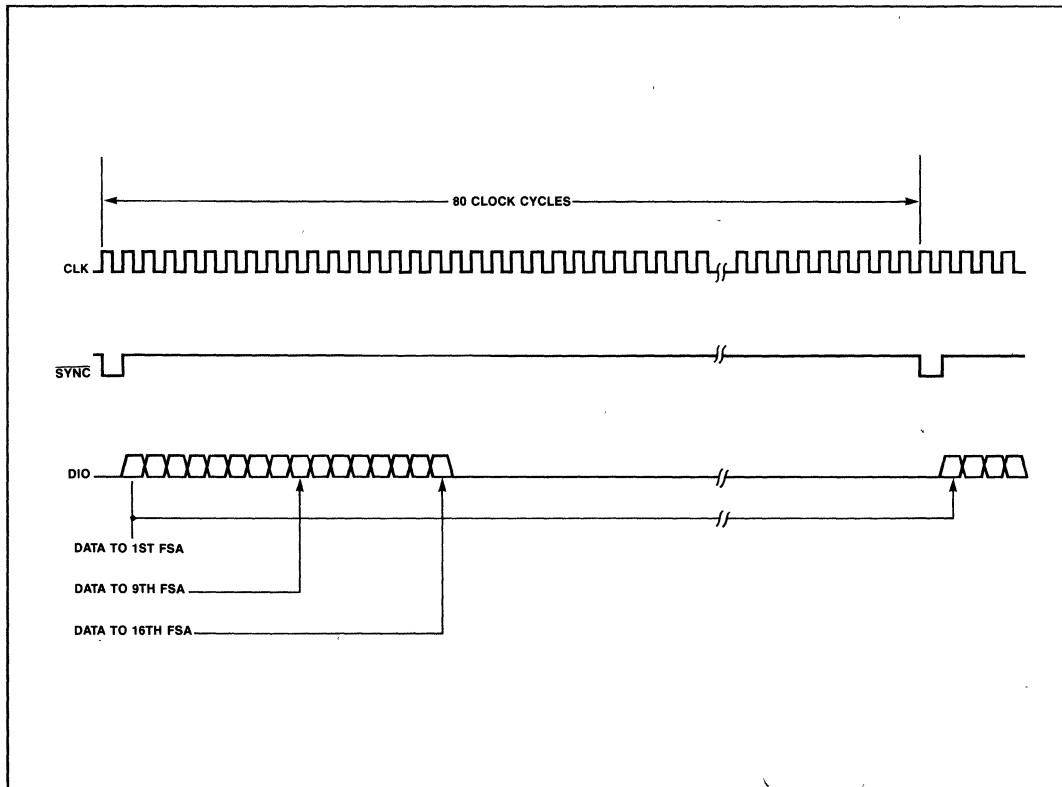 80 CLOCK CYCLES
CLK
SYNC
DIO
DATA TO 1ST FSA
DATA TO 9TH FSA
DATA TO 16TH FSA